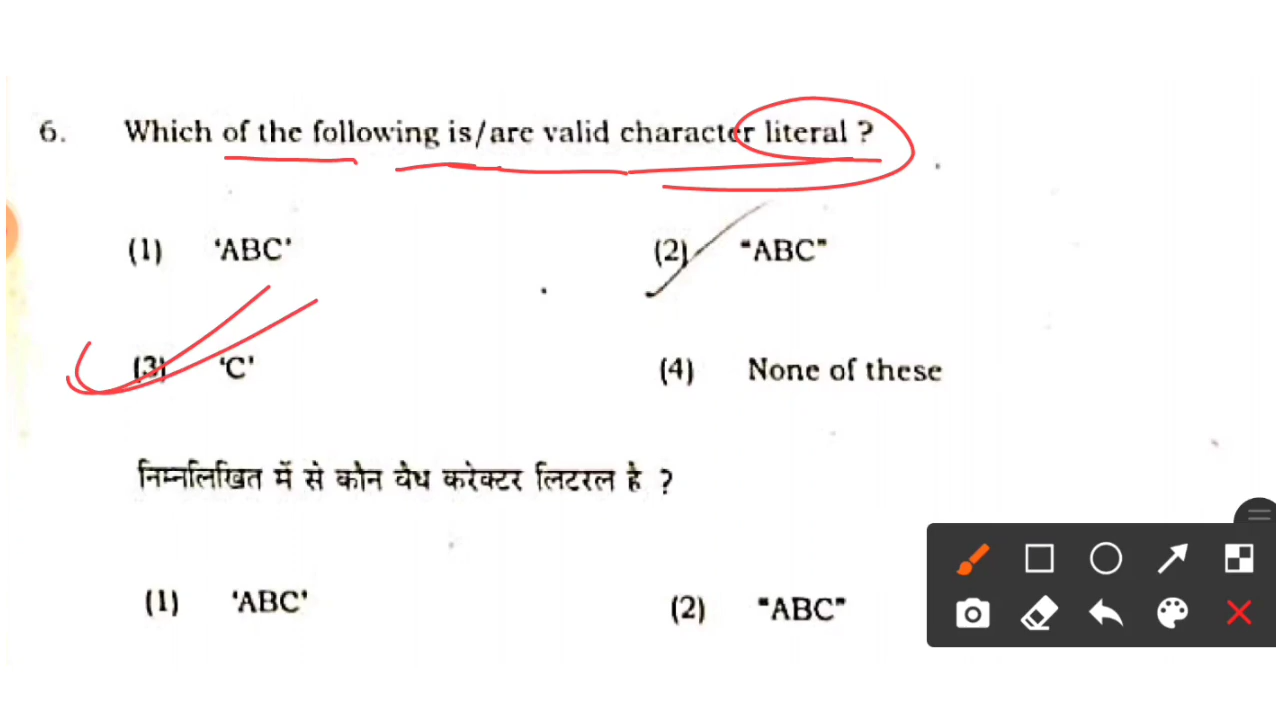 6. Which of the following is/are valid character literal ?
(1) 'ABC' (2) "ABC"
(3) 'C' (4) None of these
निम्नलिखित में से कौन वैध करेक्टर लिटरल है ?
(1) 'ABC' (2) "ABC"